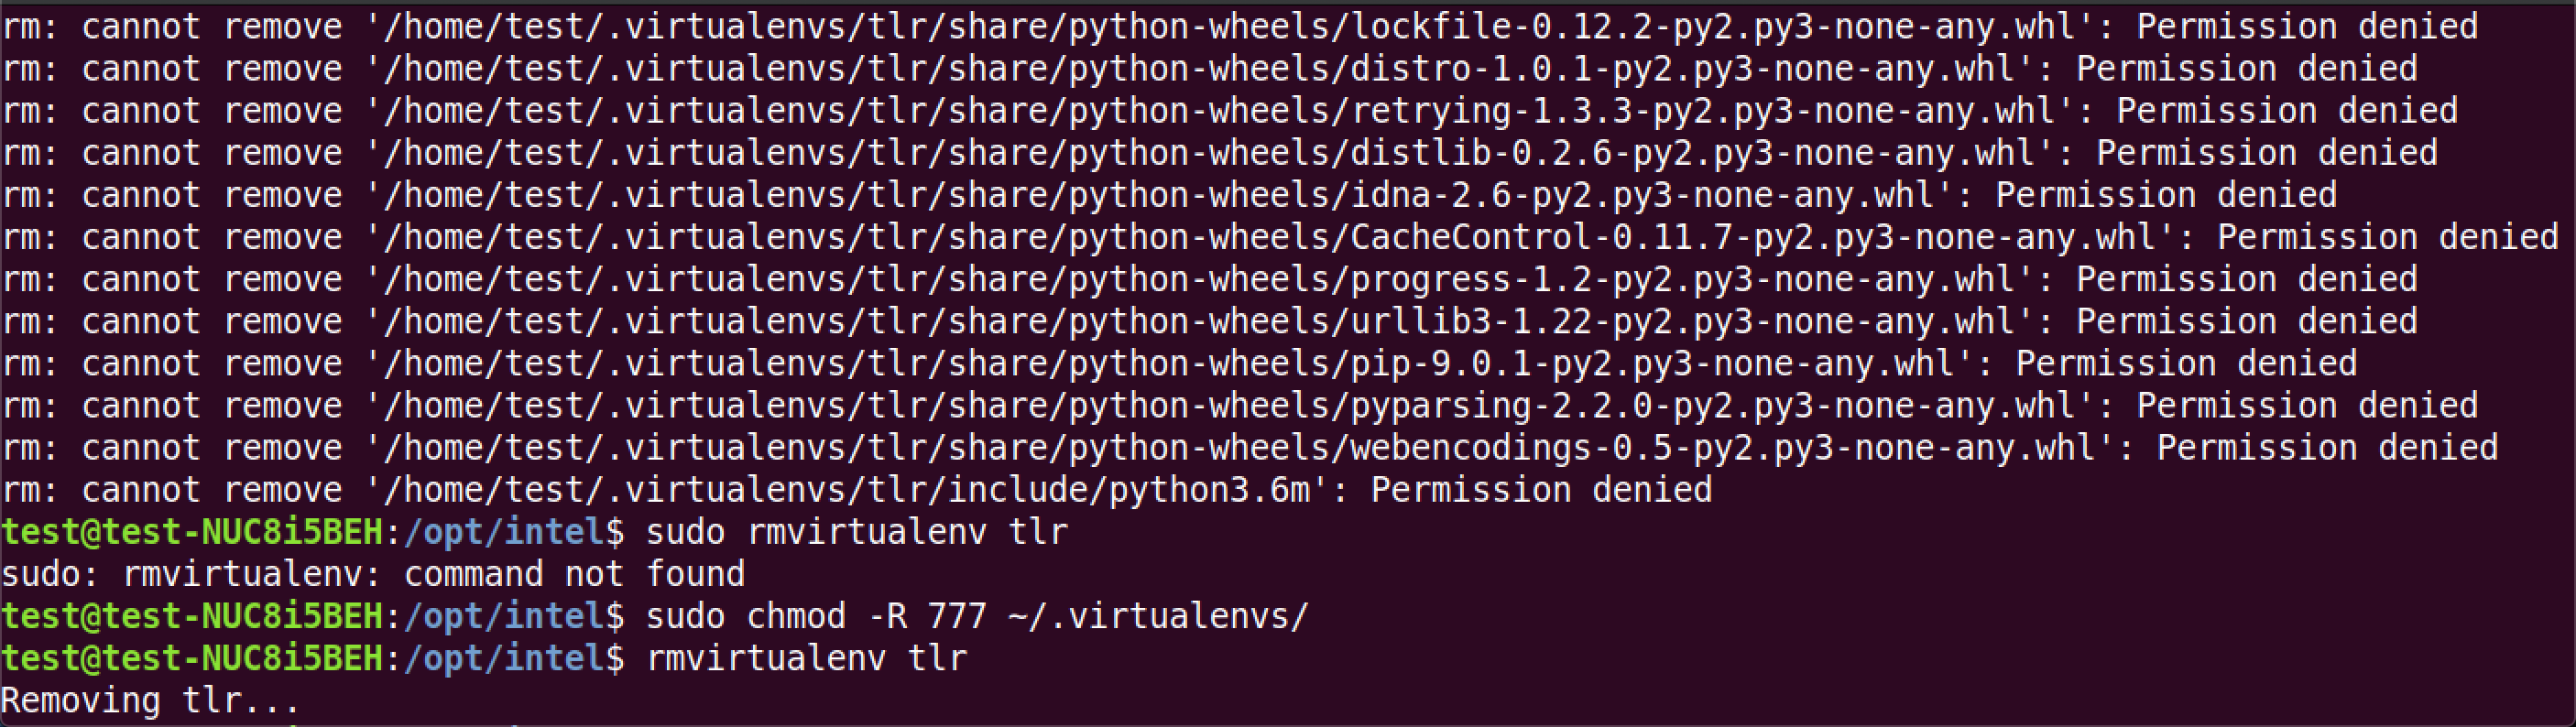 rm: cannot remove '/home/test/.virtualenvs/tlr/share/python-wheels/lockfile-0.12.2-py2.py3-none-any.whl': Permission denied
rm: cannot remove '/home/test/.virtualenvs/tlr/share/python-wheels/distro-1.0.1-py2.py3-none-any.whl': Permission denied
rm: cannot remove '/home/test/.virtualenvs/tlr/share/python-wheels/retrying-1.3.3-py2.py3-none-any.whl': Permission denied
rm: cannot remove '/home/test/.virtualenvs/tlr/share/python-wheels/distlib-0.2.6-py2.py3-none-any.whl': Permission denied
rm: cannot remove '/home/test/.virtualenvs/tlr/share/python-wheels/idna-2.6-py2.py3-none-any.whl': Permission denied
rm: cannot remove '/home/test/.virtualenvs/tlr/share/python-wheels/CacheControl-0.11.7-py2.py3-none-any.whl': Permission denied
rm: cannot remove '/home/test/.virtualenvs/tlr/share/python-wheels/progress-1.2-py2.py3-none-any.whl': Permission denied
rm: cannot remove '/home/test/.virtualenvs/tlr/share/python-wheels/urllib3-1.22-py2.py3-none-any.whl': Permission denied
rm: cannot remove '/home/test/.virtualenvs/tlr/share/python-wheels/pip-9.0.1-py2.py3-none-any.whl': Permission denied
rm: cannot remove '/home/test/.virtualenvs/tlr/share/python-wheels/pyparsing-2.2.0-py2.py3-none-any.whl': Permission denied
rm: cannot remove '/home/test/.virtualenvs/tlr/share/python-wheels/webencodings-0.5-py2.py3-none-any.whl': Permission denied
rm: cannot remove '/home/test/.virtualenvs/tlr/include/python3.6m': Permission denied
test@test-NUC8i5BEH:/opt/intel$ sudo rmvirtualenv tlr
sudo: rmvirtualenv: command not found
test@test-NUC8i5BEH:/opt/intel$ sudo chmod -R 777 ~/.virtualenvs/
test@test-NUC8i5BEH:/opt/intel$ rmvirtualenv tlr
Removing tlr...